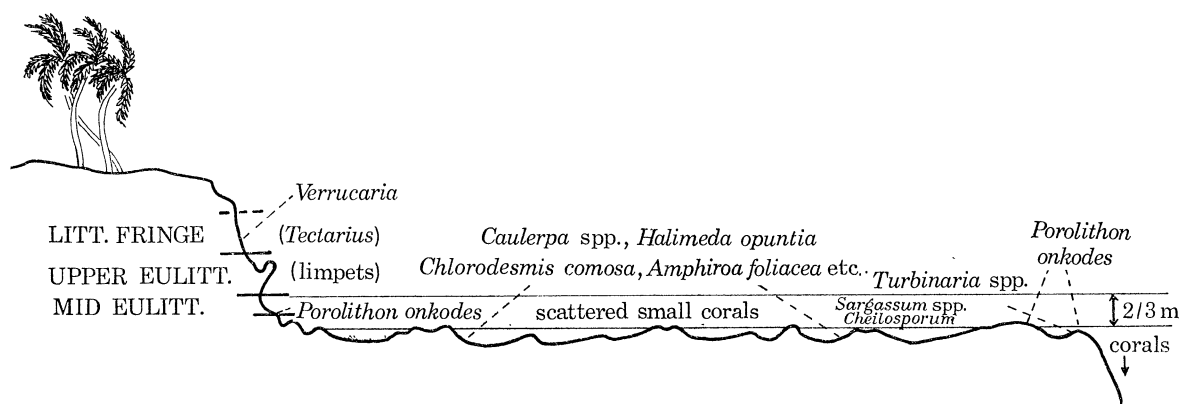 Verrucaria
LITT. FRINGE
(Tectarius)
Caulerpa spp., Halimeda opuntia
Porolithon
onkodes
UPPER EULITT.
(limpets)
Chlorodesmis comosa, Amphiroa foliacea etc..
Turbinaria spp.
MID EULITT.
Porolithon onkodes
scattered small corals
Sargassum spp.
Cheilosporum
2/3 m
corals